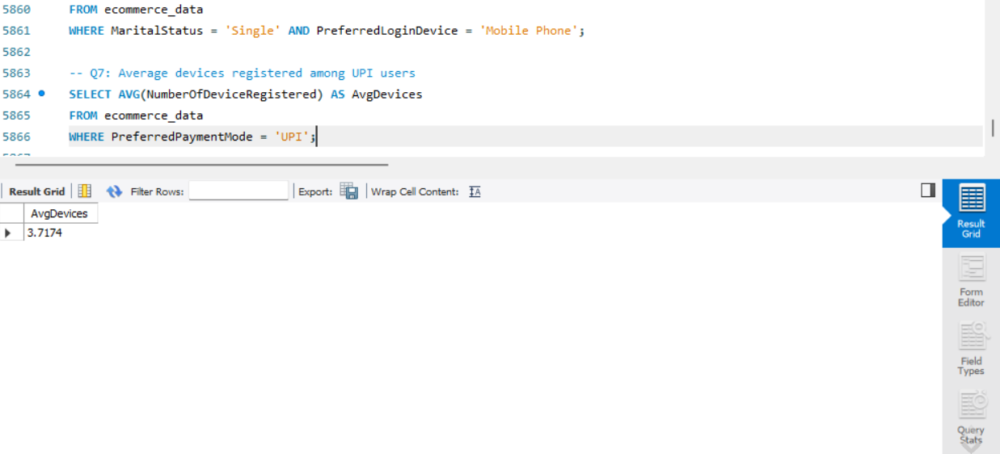 5860 FROM ecommerce_data
5861 WHERE MaritalStatus = 'Single' AND PreferredLoginDevice = 'Mobile Phone';
5862
5863 -- Q7: Average devices registered among UPI users
5864 SELECT AVG(NumberOfDeviceRegistered) AS AvgDevices
5865 FROM ecommerce_data
5866 WHERE PreferredPaymentMode = 'UPI';
Result Grid Filter Rows: Export: Wrap Cell Content:
AvgDevices
3.7174
Result
Grid
Form
Editor
Field
Types
Query
Stats